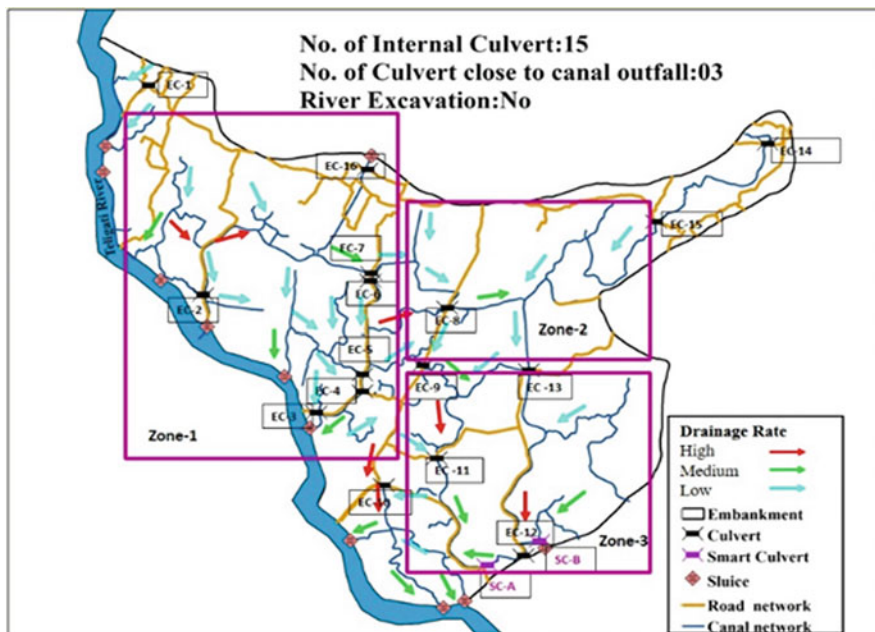 No. of Internal Culvert:15
No. of Culvert close to canal outfall:03
River Excavation:No
EC-1
EC-14
EC-16
EC-15
Teligati River
EC-7
EC-6
EC-2
EC-8
Zone-2
EC-5
EC-9
EC -13
EC-4
EC-3
Zone-1
EC -11
EC-12
Zone-3
SC-B
SC-A
Drainage Rate
High
Medium
Low
Embankment
Culvert
Smart Culvert
Sluice
Road network
Canal network